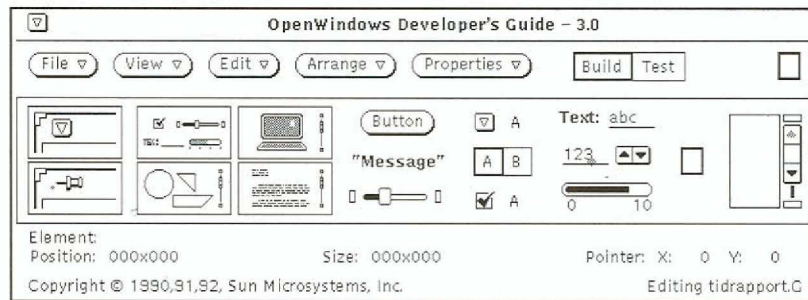 OpenWindows Developer's Guide – 3.0
File View Edit Arrange Properties Build Test
Button A Text: abc
"Message" A B 123
A 0 10
Element:
Position: 000x000 Size: 000x000 Pointer: X: 0 Y: 0
Copyright © 1990,91,92, Sun Microsystems, Inc. Editing tidrapport.G